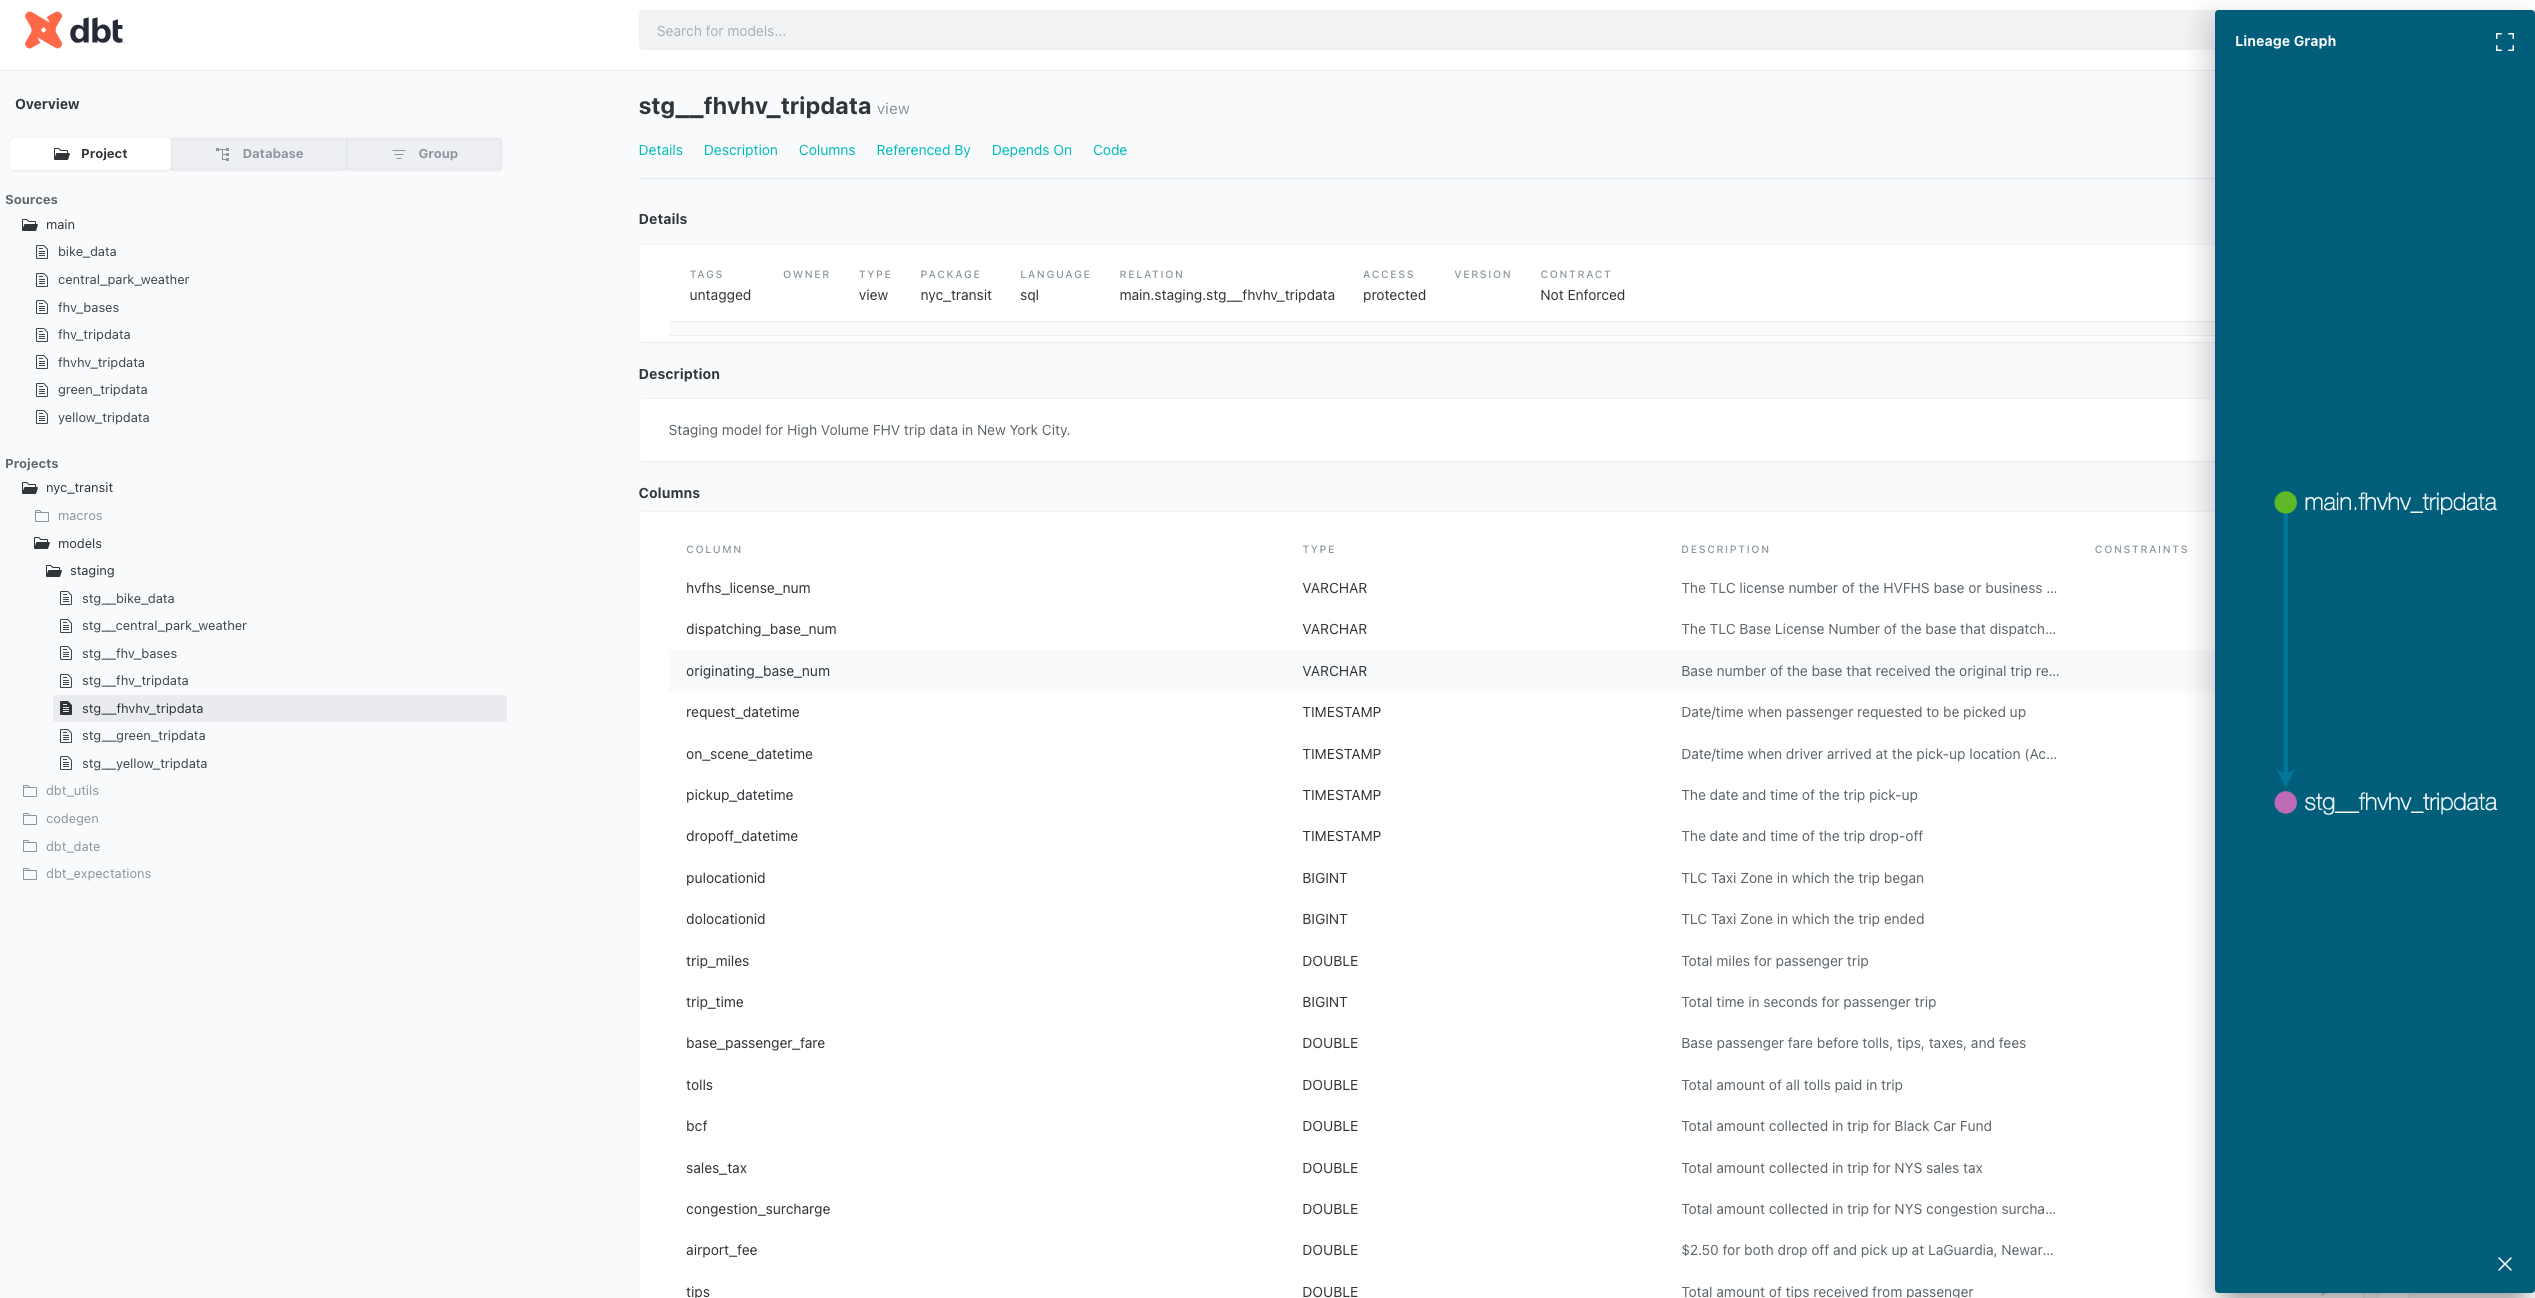 dbt
Search for models...
Overview
Project
Database
Group
Sources
main
bike_data
central_park_weather
fhv_bases
fhv_tripdata
fhvhv_tripdata
green_tripdata
yellow_tripdata
Projects
nyc_transit
macros
models
staging
stg__bike_data
stg__central_park_weather
stg__fhv_bases
stg__fhv_tripdata
stg__fhvhv_tripdata
stg__green_tripdata
stg__yellow_tripdata
dbt_utils
codegen
dbt_date
dbt_expectations
stg__fhvhv_tripdata view
Details Description Columns Referenced By Depends On Code
Details
TAGS OWNER TYPE PACKAGE LANGUAGE RELATION ACCESS VERSION CONTRACT
untagged view nyc_transit sql main.staging.stg__fhvhv_tripdata protected Not Enforced
Description
Staging model for High Volume FHV trip data in New York City.
Columns
COLUMN TYPE DESCRIPTION CONSTRAINTS
hvfhs_license_num VARCHAR The TLC license number of the HVFHS base or business ...
dispatching_base_num VARCHAR The TLC Base License Number of the base that dispatch...
originating_base_num VARCHAR Base number of the base that received the original trip re...
request_datetime TIMESTAMP Date/time when passenger requested to be picked up
on_scene_datetime TIMESTAMP Date/time when driver arrived at the pick-up location (Ac...
pickup_datetime TIMESTAMP The date and time of the trip pick-up
dropoff_datetime TIMESTAMP The date and time of the trip drop-off
pulocationid BIGINT TLC Taxi Zone in which the trip began
dolocationid BIGINT TLC Taxi Zone in which the trip ended
trip_miles DOUBLE Total miles for passenger trip
trip_time BIGINT Total time in seconds for passenger trip
base_passenger_fare DOUBLE Base passenger fare before tolls, tips, taxes, and fees
tolls DOUBLE Total amount of all tolls paid in trip
bcf DOUBLE Total amount collected in trip for Black Car Fund
sales_tax DOUBLE Total amount collected in trip for NYS sales tax
congestion_surcharge DOUBLE Total amount collected in trip for NYS congestion surcha...
airport_fee DOUBLE $2.50 for both drop off and pick up at LaGuardia, Newar...
tips DOUBLE Total amount of tips received from passenger
Lineage Graph
main.fhvhv_tripdata
stg__fhvhv_tripdata